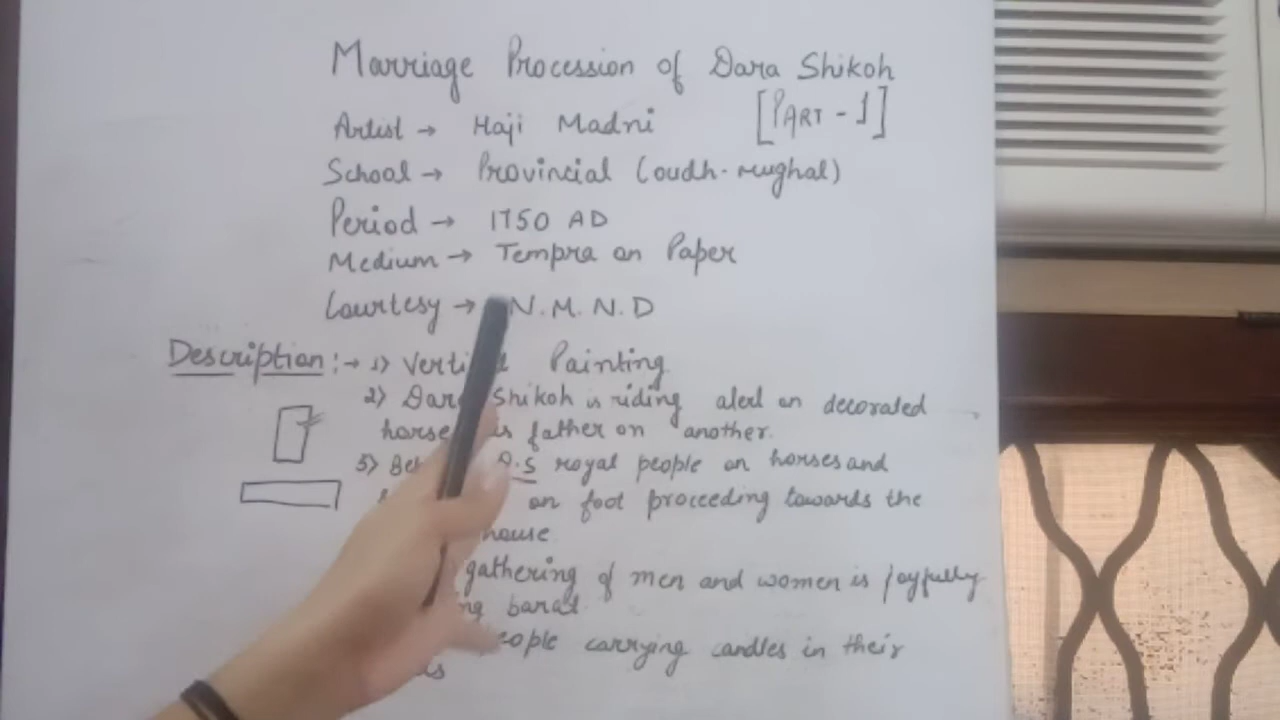 Marriage Procession of Dara Shikoh
Artist → Haji Madni [PART - 1]
School → Provincial (oudh-mughal)
Period → 1750 AD
Medium → Tempra on Paper
Courtesy → N.M.N.D
Description :→ 1) Painting
2) Shikoh is riding alert on decorated
horse father on another.
3) D.S royal people on horses and
on foot proceeding towards the
house
gathering of men and women is joyfully
barat
people carrying candles in their